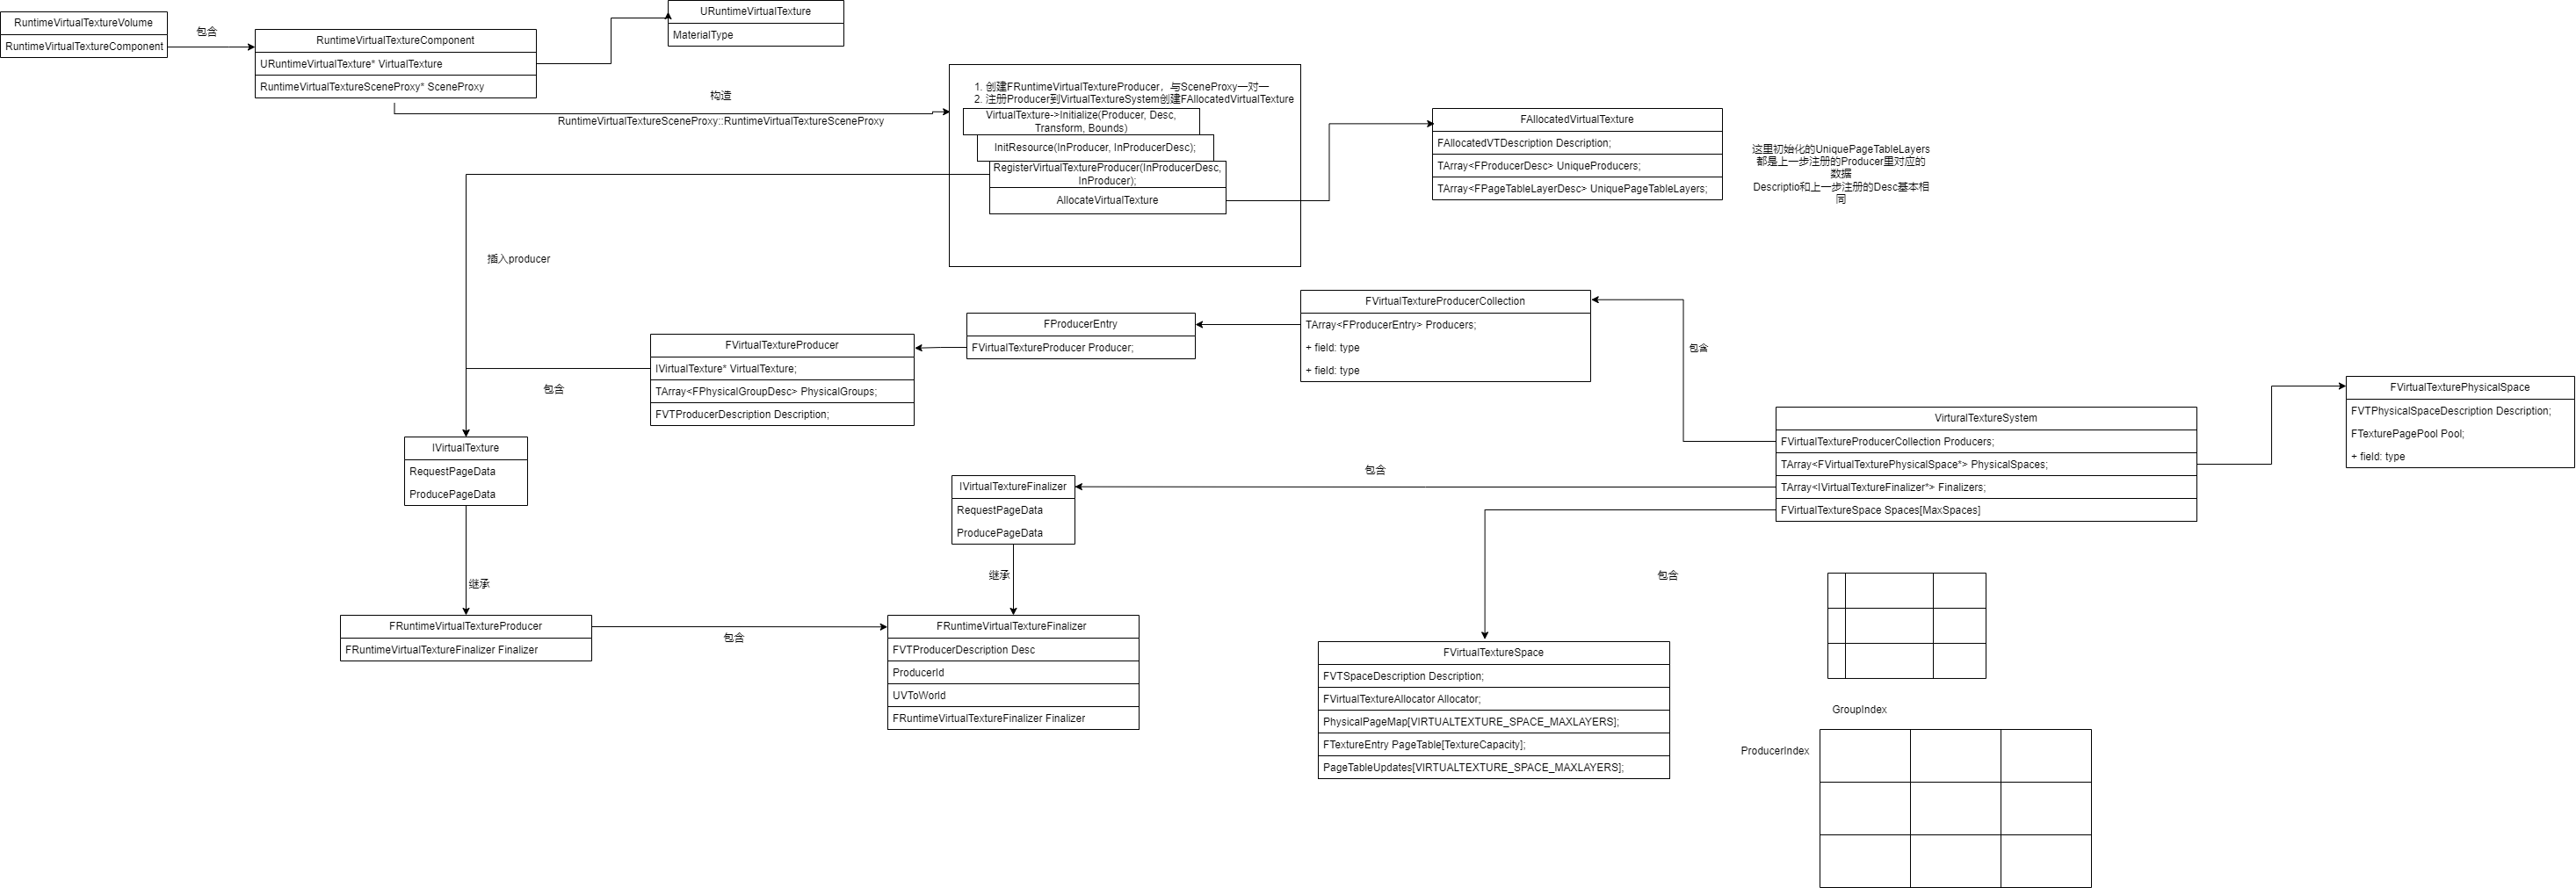 RuntimeVirtualTextureVolume
RuntimeVirtualTextureComponent
包含
RuntimeVirtualTextureComponent
URuntimeVirtualTexture* VirtualTexture
RuntimeVirtualTextureSceneProxy* SceneProxy
URuntimeVirtualTexture
MaterialType
构造
RuntimeVirtualTextureSceneProxy::RuntimeVirtualTextureSceneProxy
1. 创建FRuntimeVirtualTextureProducer，与SceneProxy一对一
2. 注册Producer到VirtualTextureSystem创建FAllocatedVirtualTexture
VirtualTexture->Initialize(Producer, Desc,
Transform, Bounds)
InitResource(InProducer, InProducerDesc);
RegisterVirtualTextureProducer(InProducerDesc,
InProducer);
AllocateVirtualTexture
FAllocatedVirtualTexture
FAllocatedVTDescription Description;
TArray<FProducerDesc> UniqueProducers;
TArray<FPageTableLayerDesc> UniquePageTableLayers;
这里初始化的UniquePageTableLayers
都是上一步注册的Producer里对应的
数据
Descriptio和上一步注册的Desc基本相
同
插入producer
FVirtualTextureProducerCollection
TArray<FProducerEntry> Producers;
+ field: type
+ field: type
FProducerEntry
FVirtualTextureProducer Producer;
FVirtualTextureProducer
IVirtualTexture* VirtualTexture;
TArray<FPhysicalGroupDesc> PhysicalGroups;
FVTProducerDescription Description;
包含
包含
FVirtualTexturePhysicalSpace
FVTPhysicalSpaceDescription Description;
FTexturePagePool Pool;
+ field: type
VirturalTextureSystem
FVirtualTextureProducerCollection Producers;
TArray<FVirtualTexturePhysicalSpace*> PhysicalSpaces;
TArray<IVirtualTextureFinalizer*> Finalizers;
FVirtualTextureSpace Spaces[MaxSpaces]
IVirtualTexture
RequestPageData
ProducePageData
包含
IVirtualTextureFinalizer
RequestPageData
ProducePageData
继承
继承
包含
FRuntimeVirtualTextureProducer
FRuntimeVirtualTextureFinalizer Finalizer
包含
FRuntimeVirtualTextureFinalizer
FVTProducerDescription Desc
ProducerId
UVToWorld
FRuntimeVirtualTextureFinalizer Finalizer
FVirtualTextureSpace
FVTSpaceDescription Description;
FVirtualTextureAllocator Allocator;
PhysicalPageMap[VIRTUALTEXTURE_SPACE_MAXLAYERS];
FTextureEntry PageTable[TextureCapacity];
PageTableUpdates[VIRTUALTEXTURE_SPACE_MAXLAYERS];
GroupIndex
ProducerIndex